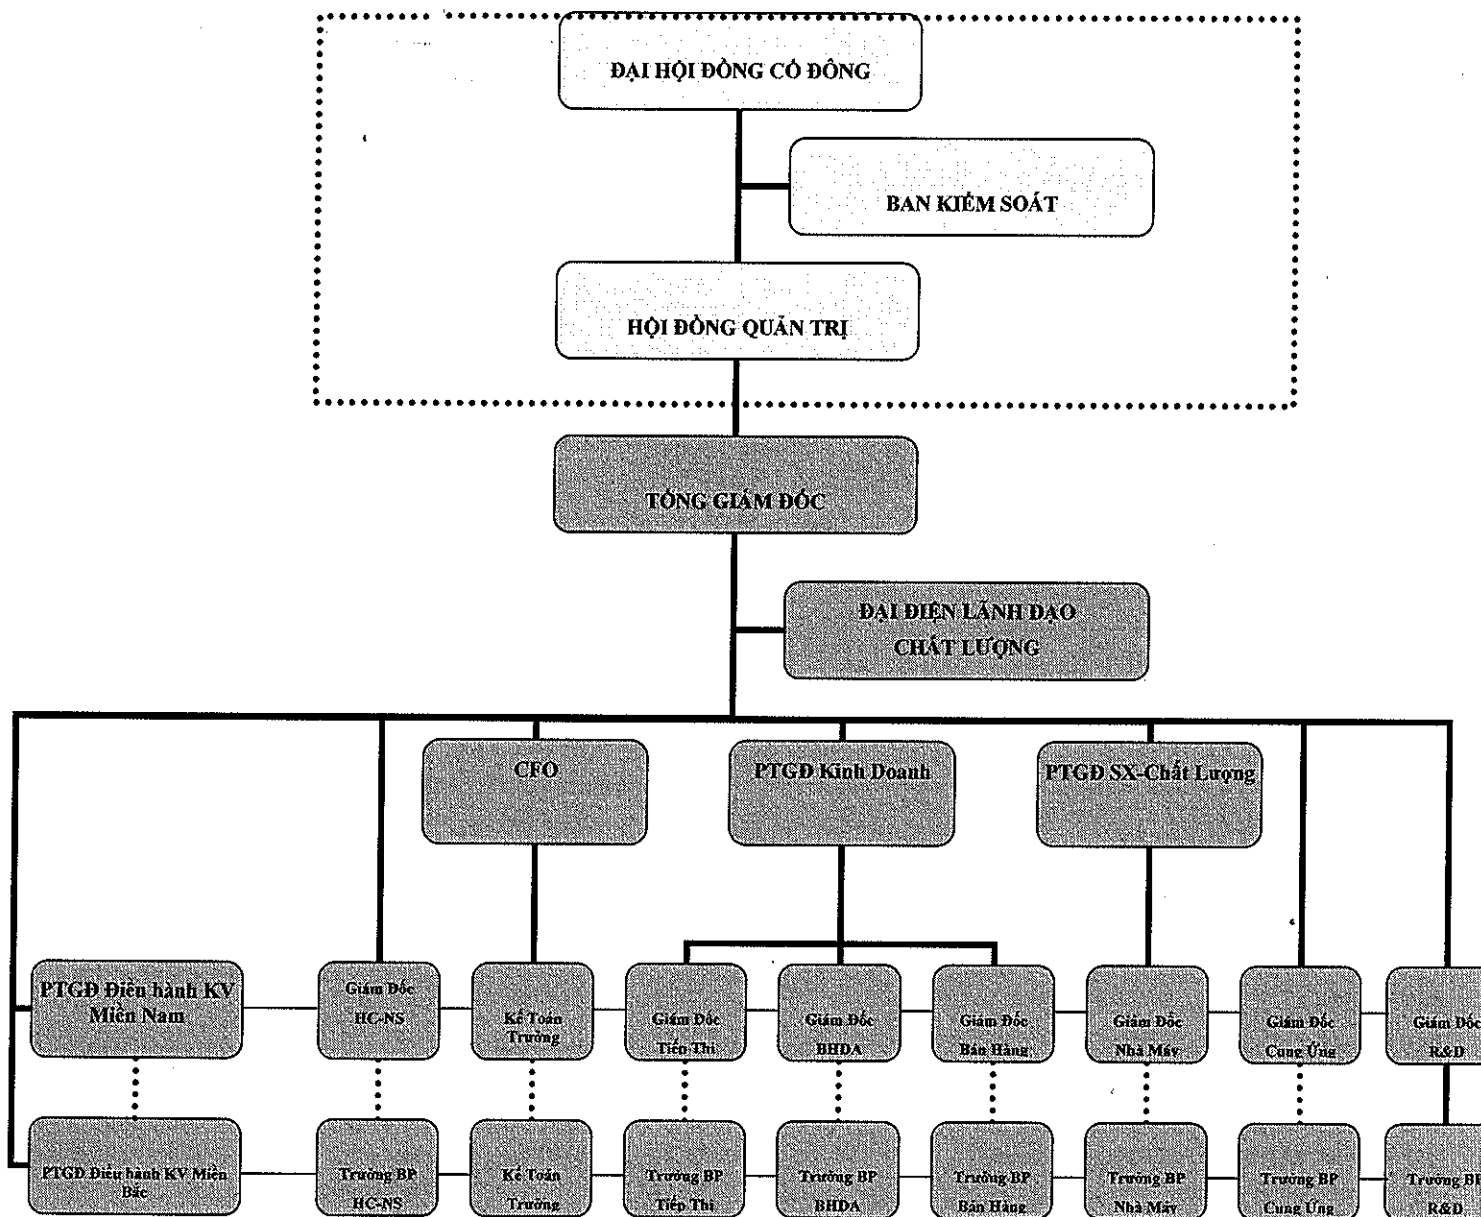 ĐẠI HỘI ĐỒNG CỔ ĐÔNG
BAN KIỂM SOÁT
HỘI ĐỒNG QUẢN TRỊ
TỔNG GIÁM ĐỐC
ĐẠI ĐIỆN LÃNH ĐẠO
CHẤT LƯỢNG
CFO
PTGĐ Kinh Doanh
PTGĐ SX-Chất Lượng
PTGĐ Điều hành KV
Miền Nam
Giám Đốc
HC-NS
Kế Toán
Trưởng
Giám Đốc
Tiếp Thị
Giám Đốc
BHDA
Giám Đốc
Bán Hàng
Giám Đốc
Nhà Máy
Giám Đốc
Cung Ứng
Giám Đốc
R&D
PTGĐ Điều hành KV Miền
Bắc
Trưởng BP
HC-NS
Kế Toán
Trưởng
Trưởng BP
Tiếp Thị
Trưởng BP
BHDA
Trưởng BP
Bán Hàng
Trưởng BP
Nhà Máy
Trưởng BP
Cung Ứng
Trưởng BP
R&D